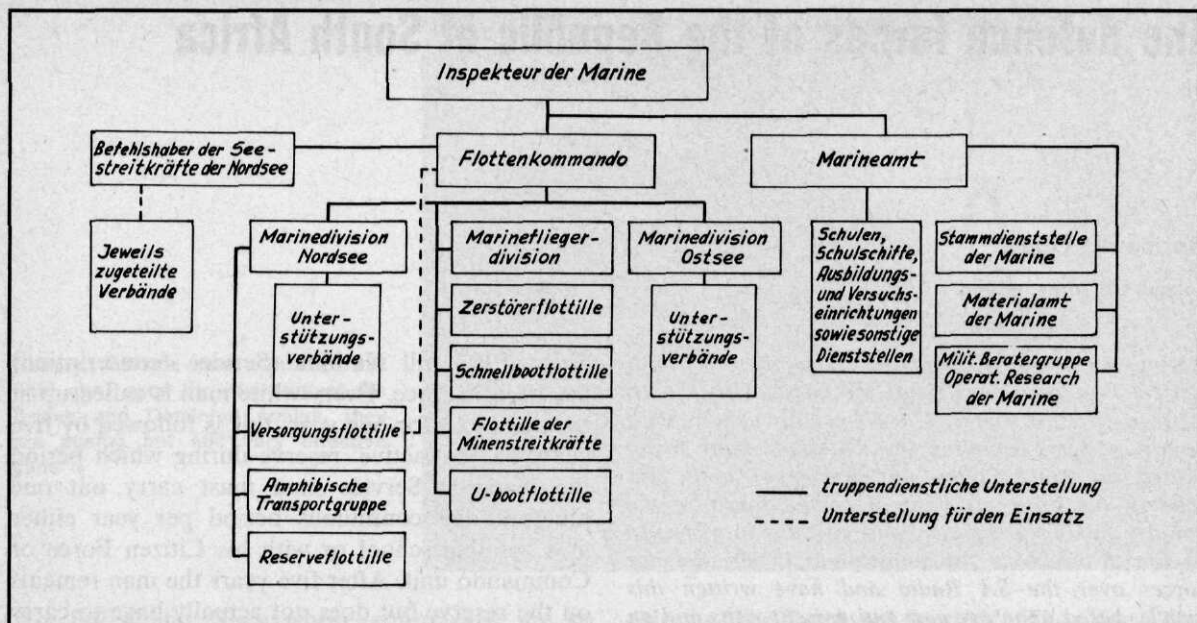 Inspekteur der Marine
Befehlshaber der See-
streitkräfte der Nordsee
Flottenkommando
Marineamt
Jeweils
zugeteilte
Verbände
Marinedivision
Nordsee
Marineflieger-
division
Marinedivision
Ostsee
Schulen,
Schulschiffe,
Ausbildungs-
und Versuchs-
einrichtungen
sowie sonstige
Dienststellen
Stammdienststelle
der Marine
Unter-
stützungs-
verbände
Zerstörerflottille
Unter-
stützungs-
verbände
Materialamt
der Marine
Schnellbootflottille
Milit. Beratergruppe
Operat. Research
der Marine
Versorgungsflottille
Flottille der
Minenstreitkräfte
Amphibische
Transportgruppe
U-bootflottille
Reserveflottille
truppendienstliche Unterstellung
Unterstellung für den Einsatz